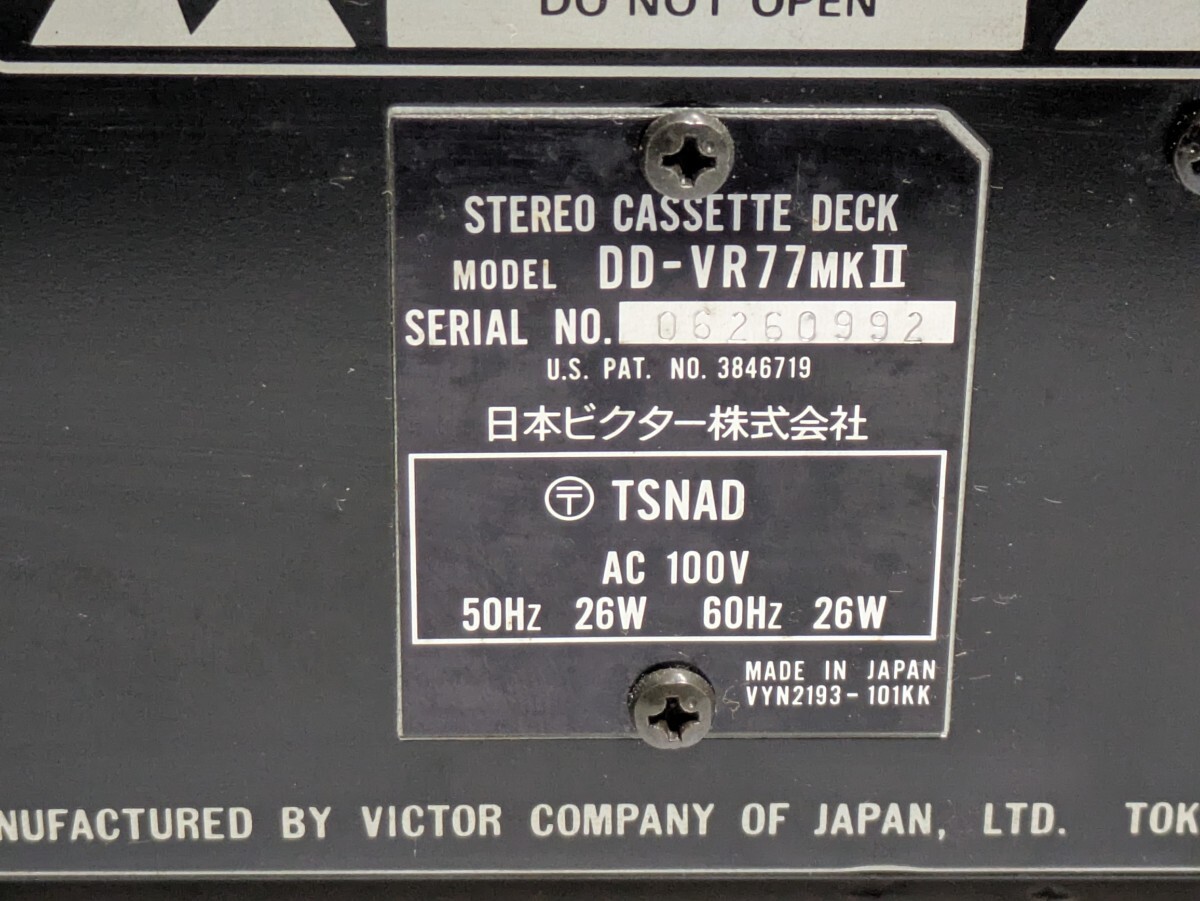 DO NOT OPEN
STEREO CASSETTE DECK
MODEL DD-VR77MKII
SERIAL NO. 06260992
U.S. PAT. NO. 3846719
日本ビクター株式会社
〶 TSNAD
AC 100V
50Hz 26W 60Hz 26W
MADE IN JAPAN
VYN2193-101KK
NUFACTURED BY VICTOR COMPANY OF JAPAN, LTD. TOK